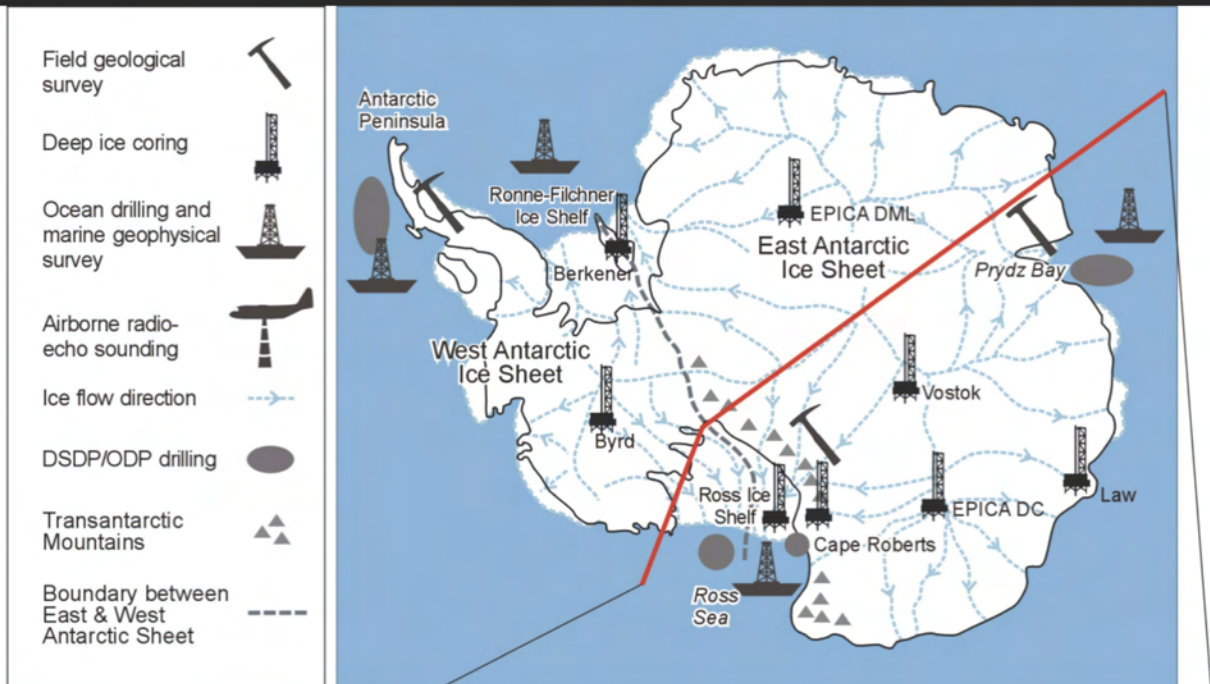 Field geological
survey
Deep ice coring
Ocean drilling and
marine geophysical
survey
Airborne radio-
echo sounding
Ice flow direction
DSDP/ODP drilling
Transantarctic
Mountains
Boundary between
East & West
Antarctic Sheet
Antarctic
Peninsula
Ronne-Filchner
Ice Shelf
Berkener
EPICA DML
East Antarctic
Ice Sheet
Prydz Bay
West Antarctic
Ice Sheet
Vostok
Byrd
Ross Ice
Shelf
EPICA DC
Law
Cape Roberts
Ross
Sea